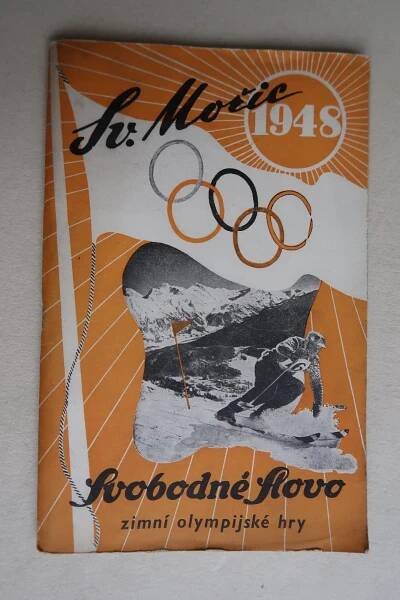 Sv. Mořic
1948
Svobodné slovo
zimní olympijské hry